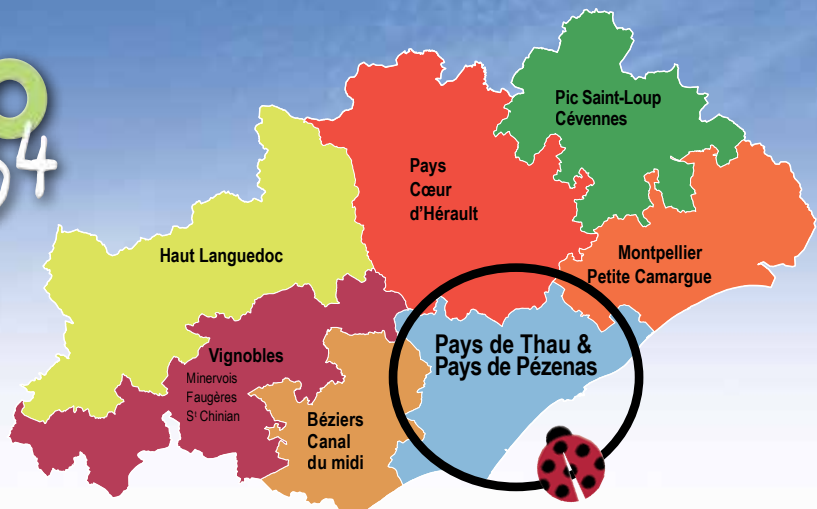 Pic Saint-Loup
Cévennes
Pays
Cœur
d'Hérault
Haut Languedoc
Montpellier
Petite Camargue
Pays de Thau &
Pays de Pézenas
Vignobles
Minervois
Faugères
Sᵗ Chinian
Béziers
Canal
du midi